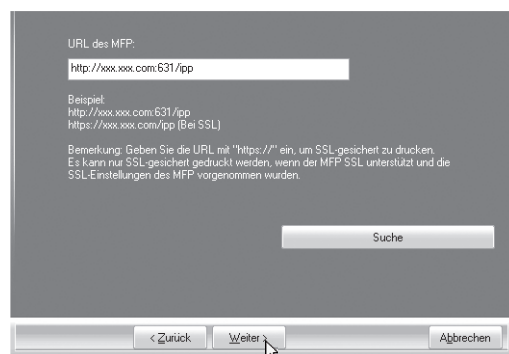 URL des MFP:
http://xxx.xxx.com:631/ipp
Beispiel:
http://xxx.xxx.com:631/ipp
https://xxx.xxx.com/ipp (Bei SSL)
Bemerkung: Geben Sie die URL mit "https://" ein, um SSL-gesichert zu drucken.
Es kann nur SSL-gesichert gedruckt werden, wenn der MFP SSL unterstützt und die
SSL-Einstellungen des MFP vorgenommen wurden.
Suche
< Zurück Weiter > Abbrechen